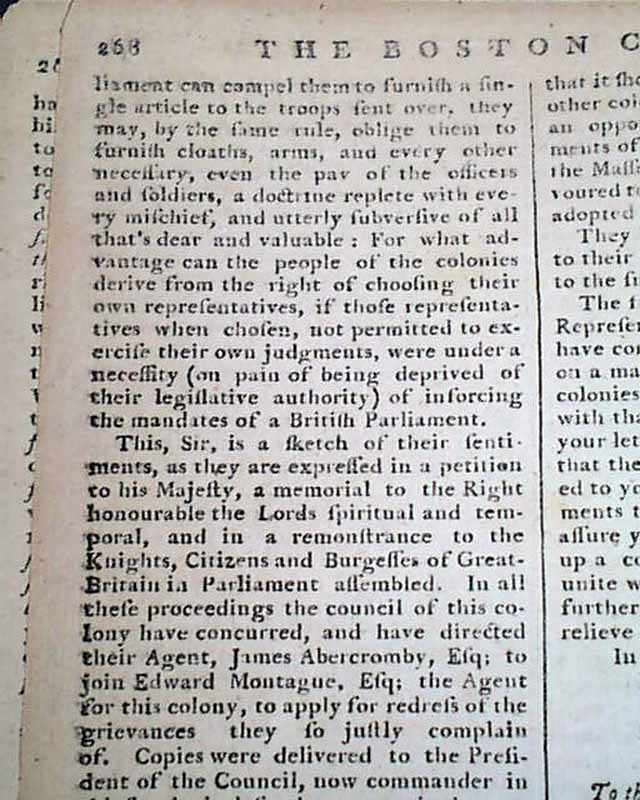 268 THE BOSTON C
liament can compel them to furniſh a ſin-
gle article to the troops ſent over, they
may, by the ſame rule, oblige them to
furniſh cloaths, arms, and every other
neceſſary, even the pay of the officers
and ſoldiers, a doctrine replete with eve-
ry miſchief, and utterly ſubverſive of all
that's dear and valuable: For what ad-
vantage can the people of the colonies
derive from the right of chooſing their
own repreſentatives, if thoſe repreſenta-
tives when choſen, not permitted to ex-
erciſe their own judgments, were under a
neceſſity (on pain of being deprived of
their legiſlative authority) of inforcing
the mandates of a Britiſh Parliament.
This, Sir, is a ſketch of their ſenti-
ments, as they are expreſſed in a petition
to his Majeſty, a memorial to the Right
honourable the Lords ſpiritual and tem-
poral, and in a remonſtrance to the
Knights, Citizens and Burgeſſes of Great-
Britain in Parliament aſſembled. In all
theſe proceedings the council of this co-
lony have concurred, and have directed
their Agent, James Abercromby, Eſq; to
join Edward Montague, Eſq; the Agent
for this colony, to apply for redreſs of the
grievances they ſo juſtly complain
of. Copies were delivered to the Preſi-
dent of the Council, now commander in
that it
other
an
ments of
the
voured
adopted
They
to their
to the
The
have
on a
colonies
with
your
that the
ed to
ments
aſſure
up a
unite
further
relieve
In
To